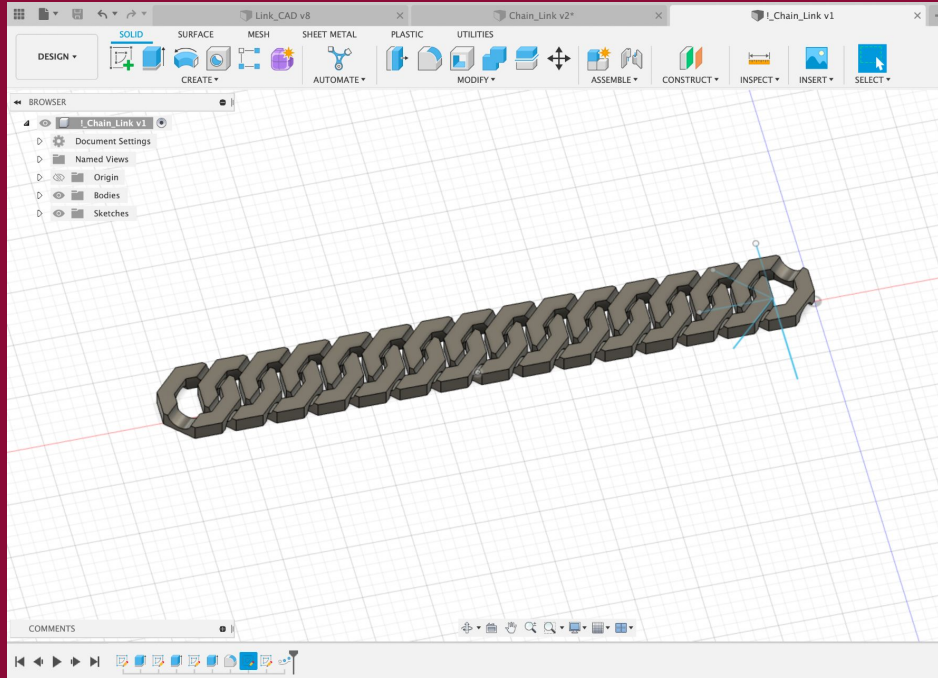 Link_CAD v8
Chain_Link v2*
!_Chain_Link v1
DESIGN
SOLID
SURFACE
MESH
SHEET METAL
PLASTIC
UTILITIES
CREATE
AUTOMATE
MODIFY
ASSEMBLE
CONSTRUCT
INSPECT
INSERT
SELECT
BROWSER
!_Chain_Link v1
Document Settings
Named Views
Origin
Bodies
Sketches
COMMENTS